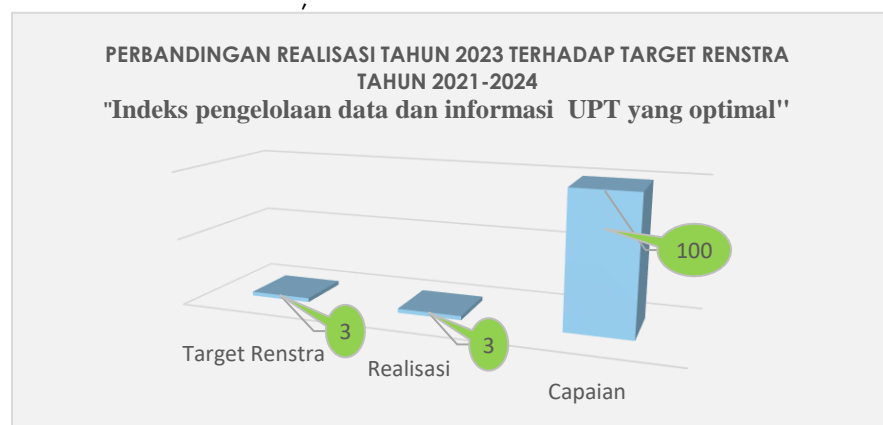 PERBANDINGAN REALISASI TAHUN 2023 TERHADAP TARGET RENSTRA
TAHUN 2021-2024
"Indeks pengelolaan data dan informasi UPT yang optimal"
100
3
3
Target Renstra
Realisasi
Capaian